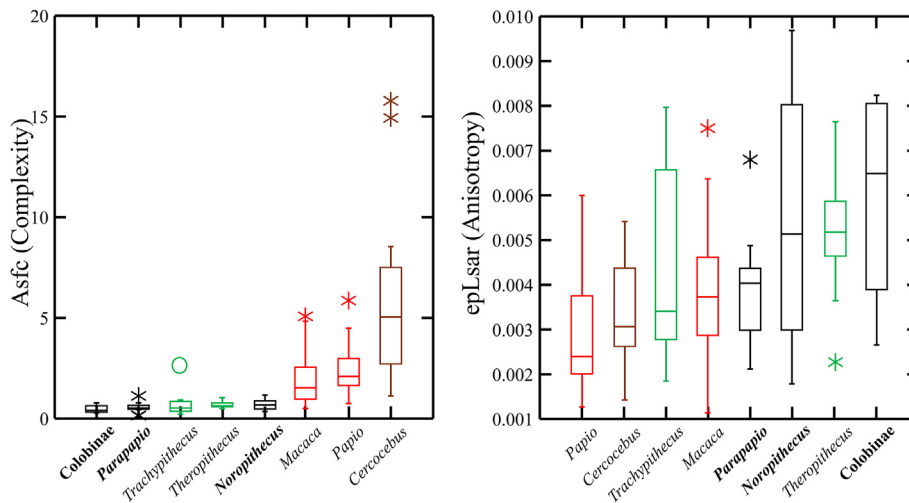 Asfc (Complexity)
20
15
10
5
0
Colobinae
Parapapio
Trachypithecus
Theropithecus
Noropithecus
Macaca
Papio
Cercocebus
epLsar (Anisotropy)
0.010
0.009
0.008
0.007
0.006
0.005
0.004
0.003
0.002
0.001
Papio
Cercocebus
Trachypithecus
Macaca
Parapapio
Noropithecus
Theropithecus
Colobinae